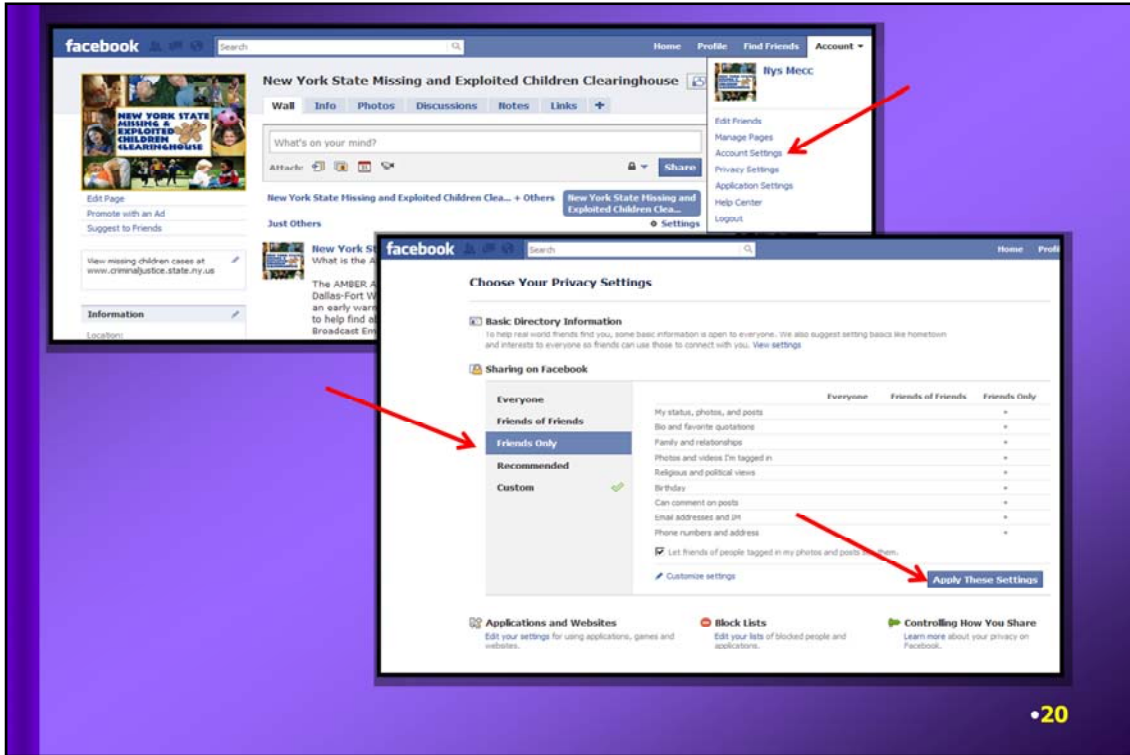 facebook
Search
Home Profile Find Friends Account
Nys Mecc
Edit Friends
Manage Pages
Account Settings
Privacy Settings
Application Settings
Help Center
Logout
NEW YORK STATE
MISSING &
EXPLOITED
CHILDREN
CLEARINGHOUSE
Edit Page
Promote with an Ad
Suggest to Friends
View missing children cases at
www.criminaljustice.state.ny.us
Information
Location:
New York State Missing and Exploited Children Clearinghouse
Wall Info Photos Discussions Notes Links +
What's on your mind?
Attach:
Share
New York State Missing and Exploited Children Clea... + Others
New York State Missing and
Exploited Children Clea...
Just Others
Settings
New York St
What is the A
The AMBER A
Dallas-Fort W
an early warn
to help find a
Broadcast Em
facebook
Search
Home Profi
Choose Your Privacy Settings
Basic Directory Information
To help real world friends find you, some basic information is open to everyone. We also suggest setting basics like hometown
and interests to everyone so friends can use those to connect with you. View settings
Sharing on Facebook
Everyone
Friends of Friends
Friends Only
Recommended
Custom
Everyone Friends of Friends Friends Only
My status, photos, and posts •
Bio and favorite quotations •
Family and relationships •
Photos and videos I'm tagged in •
Religious and political views •
Birthday •
Can comment on posts •
Email addresses and IM •
Phone numbers and address •
Let friends of people tagged in my photos and posts them.
Customize settings
Apply These Settings
Applications and Websites
Edit your settings for using applications, games and
websites.
Block Lists
Edit your lists of blocked people and
applications.
Controlling How You Share
Learn more about your privacy on
Facebook.
•20